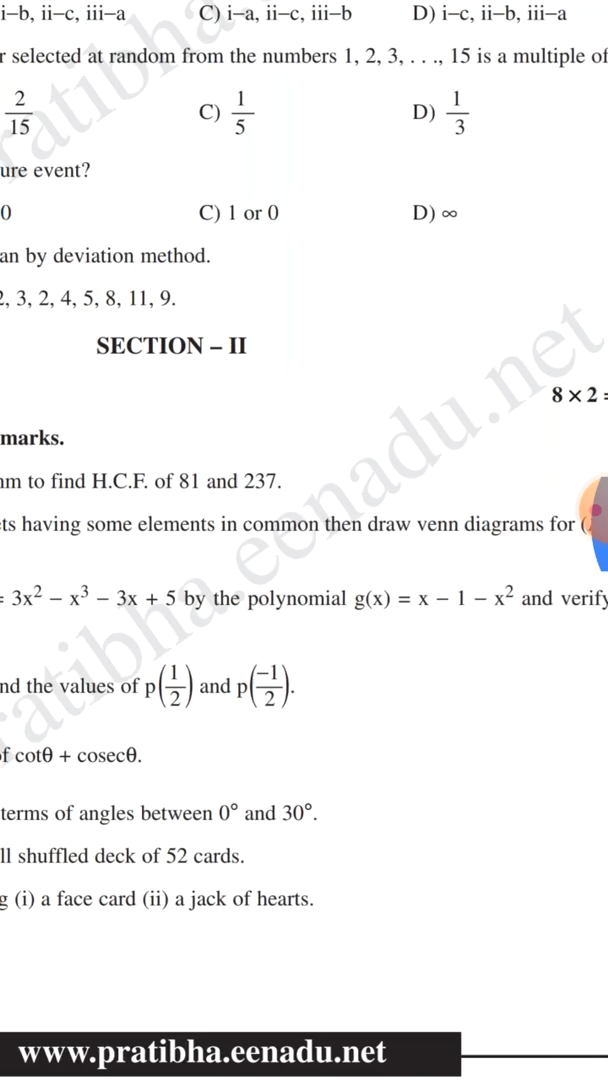 i–b, ii–c, iii–a C) i–a, ii–c, iii–b D) i–c, ii–b, iii–a
r selected at random from the numbers 1, 2, 3, . . ., 15 is a multiple of
2/15 C) 1/5 D) 1/3
ure event?
0 C) 1 or 0 D) ∞
an by deviation method.
2, 3, 2, 4, 5, 8, 11, 9.
SECTION – II
8 × 2 =
marks.
m to find H.C.F. of 81 and 237.
ts having some elements in common then draw venn diagrams for (
= 3x² – x³ – 3x + 5 by the polynomial g(x) = x – 1 – x² and verify
nd the values of p(1/2) and p(–1/2).
of cotθ + cosecθ.
terms of angles between 0° and 30°.
ll shuffled deck of 52 cards.
g (i) a face card (ii) a jack of hearts.
pratibha.eenadu.net
www.pratibha.eenadu.net